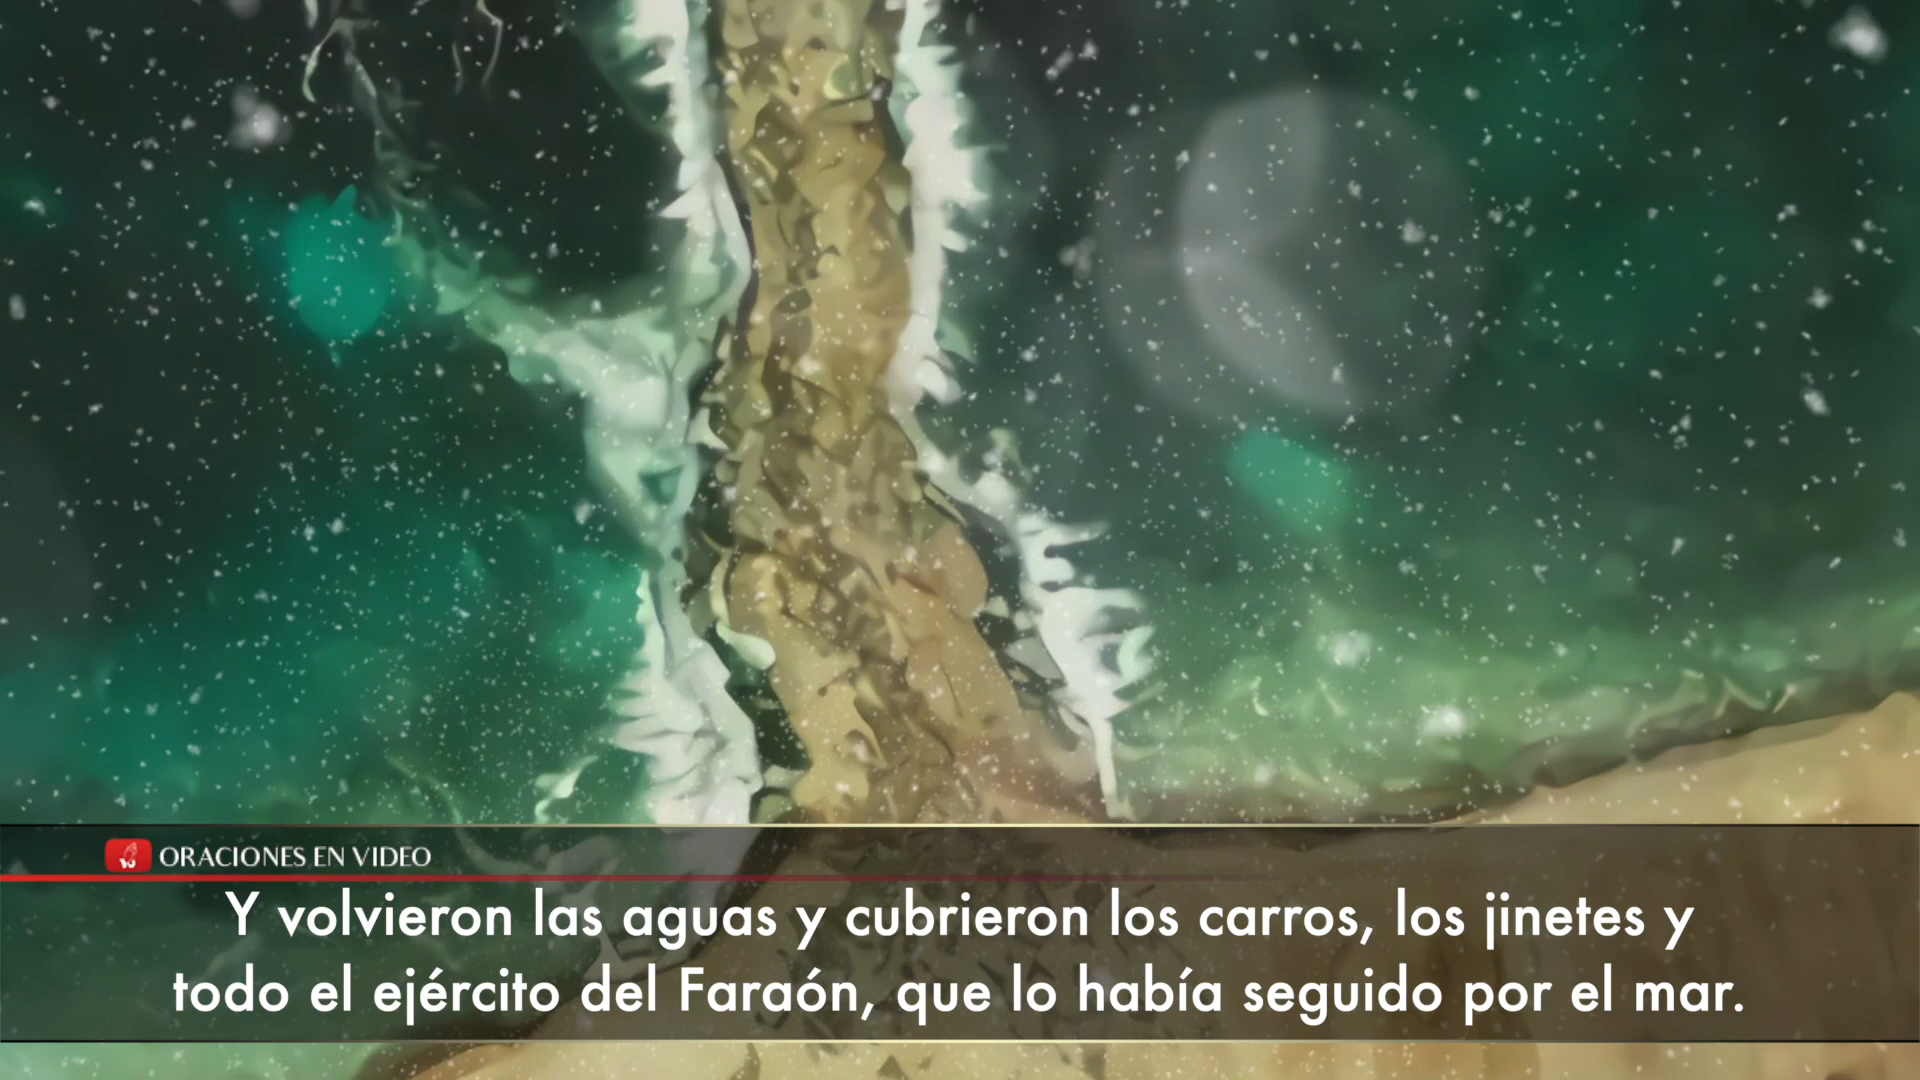 ORACIONES EN VIDEO
Y volvieron las aguas y cubrieron los carros, los jinetes y
todo el ejército del Faraón, que lo había seguido por el mar.